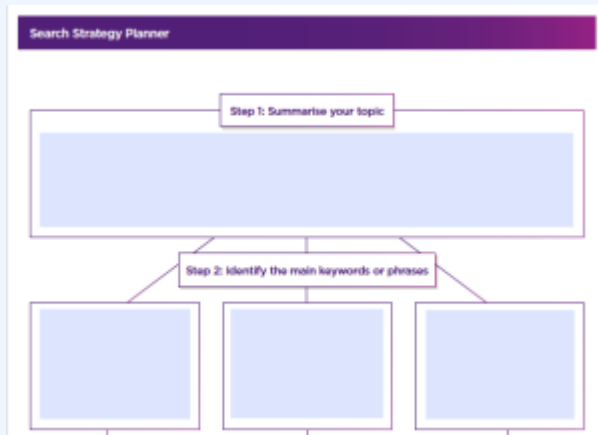 Search Strategy Planner
Step 1: Summarise your topic
Step 2: Identify the main keywords or phrases